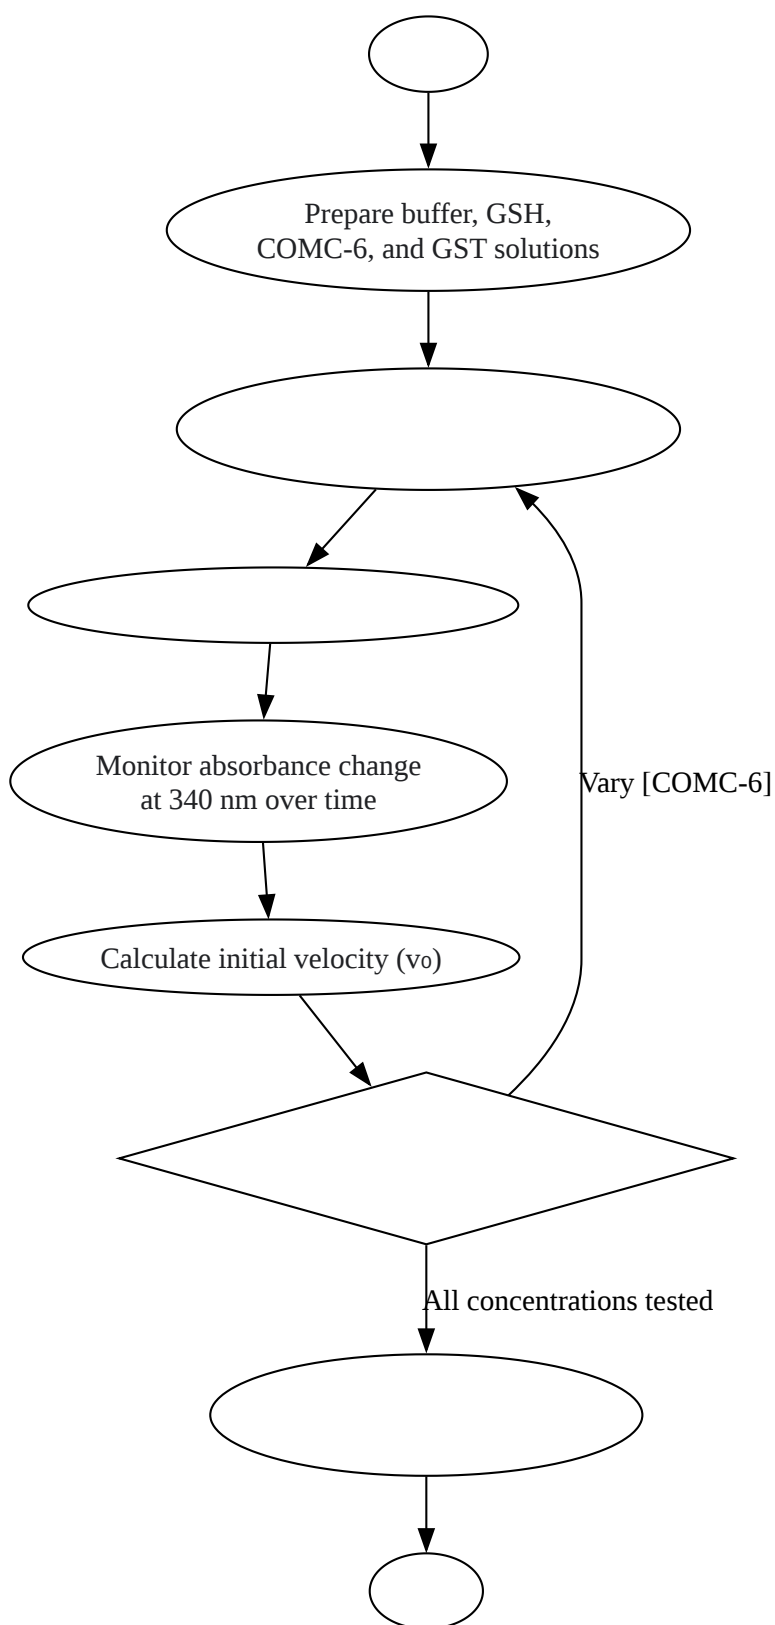 Prepare buffer, GSH,
COMC-6, and GST solutions
Monitor absorbance change
at 340 nm over time
Vary [COMC-6]
Calculate initial velocity (v₀)
All concentrations tested